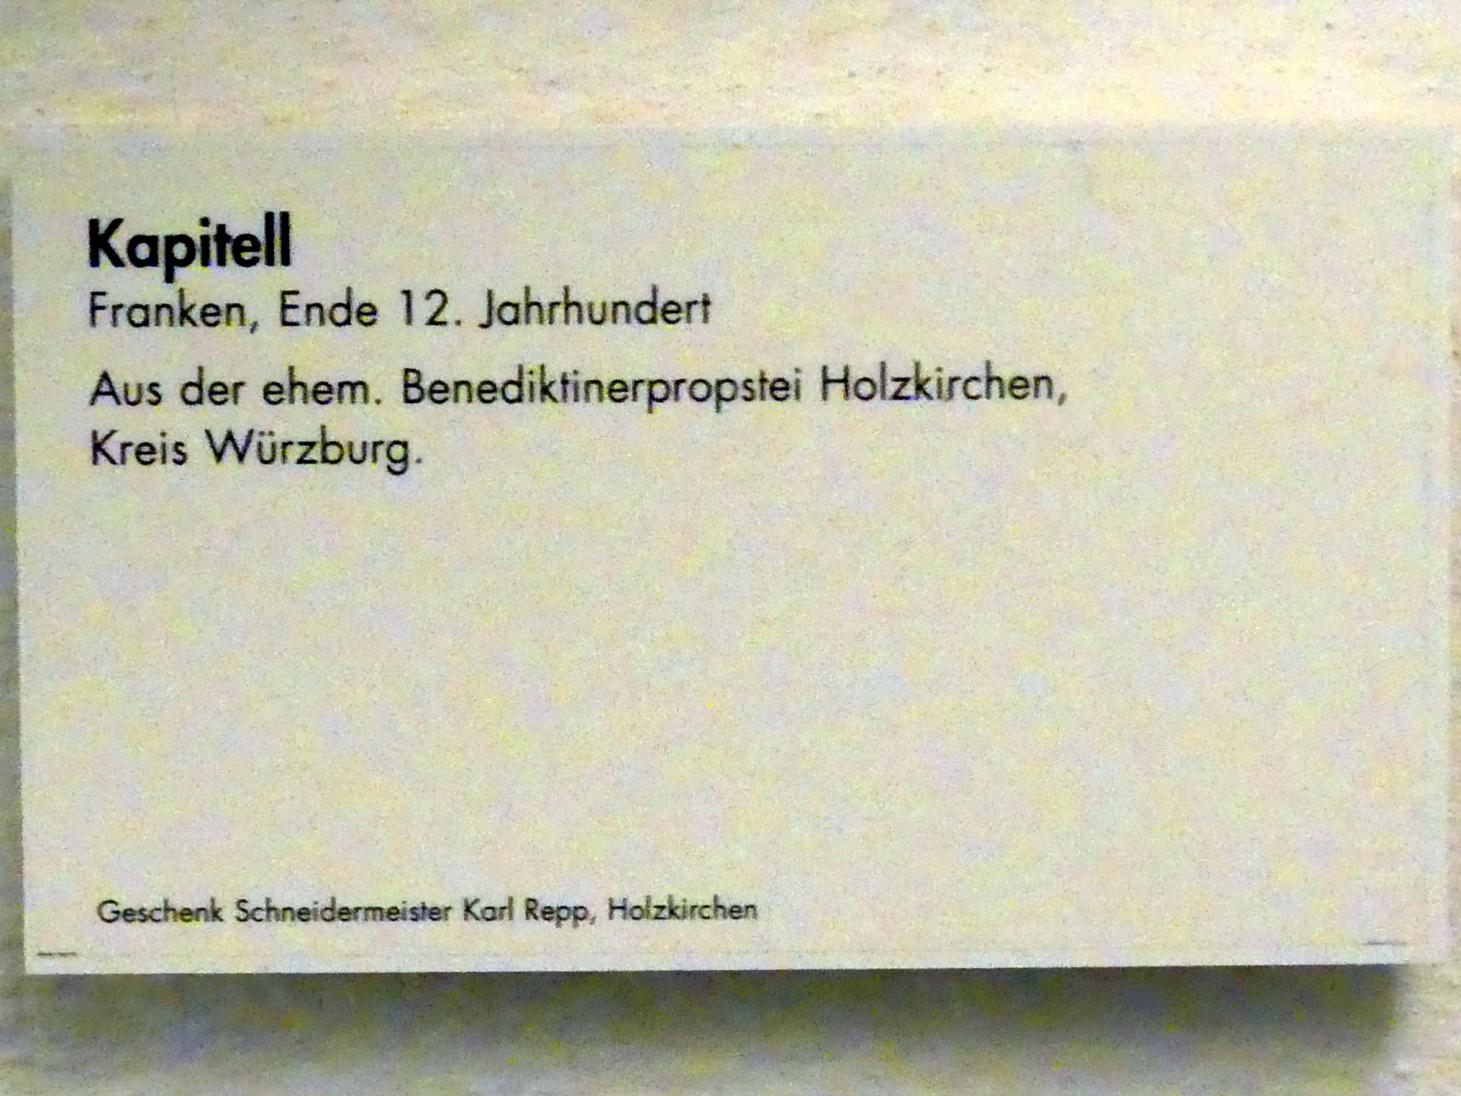 Kapitell
Franken, Ende 12. Jahrhundert
Aus der ehem. Benediktinerpropstei Holzkirchen,
Kreis Würzburg.
Geschenk Schneidermeister Karl Repp, Holzkirchen